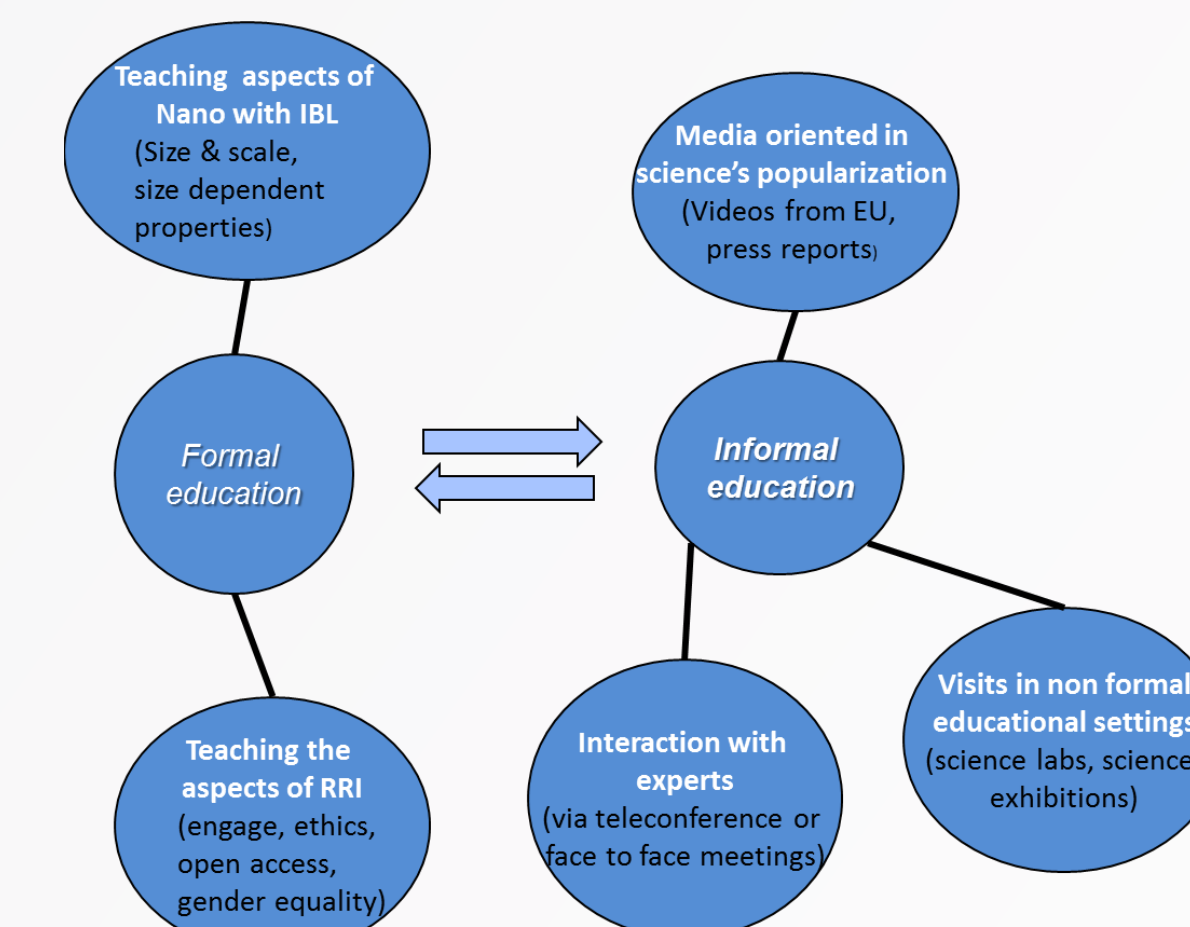 Teaching aspects of
Nano with IBL
(Size & scale,
size dependent
properties)
Media oriented in
science's popularization
(Videos from EU,
press reports)
Formal
education
Informal
education
Teaching the
aspects of RRI
(engage, ethics,
open access,
gender equality)
Interaction with
experts
(via teleconference or
face to face meetings)
Visits in non formal
educational settings
(science labs, science
exhibitions)